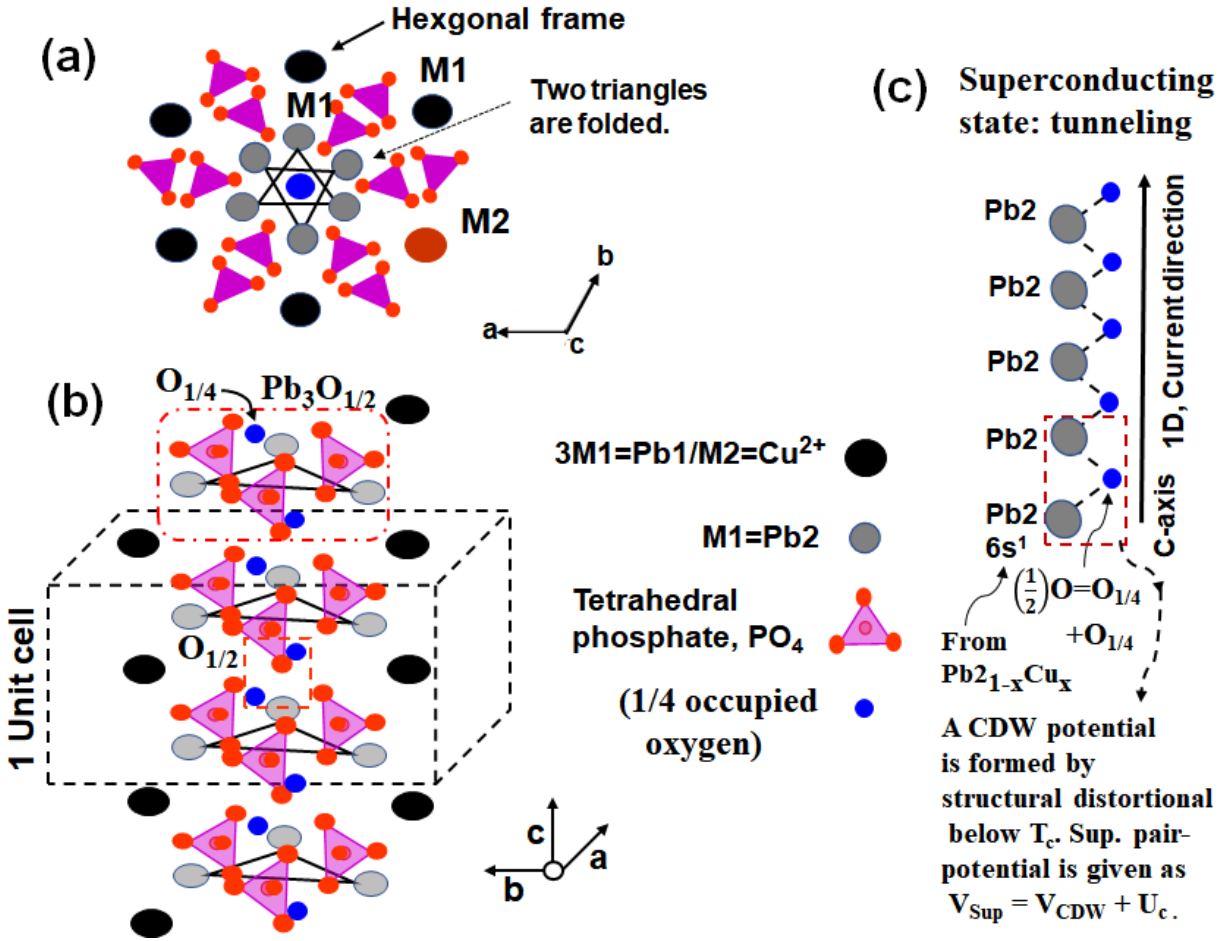 (a)
Hexgonal frame
M1
M1
Two triangles
are folded.
M2
b
a
c
(b)
O1/4
Pb3O1/2
O1/2
1 Unit cell
c
b
a
3M1=Pb1/M2=Cu2+
M1=Pb2
Tetrahedral
phosphate, PO4
(1/4 occupied
oxygen)
(c)
Superconducting
state: tunneling
Pb2
Pb2
Pb2
Pb2
Pb2
6s1
C-axis 1D, Current direction
(1/2)O=O1/4
+O1/4
From
Pb21-xCux
A CDW potential
is formed by
structural distortional
below Tc. Sup. pair-
potential is given as
VSup = VCDW + Uc .